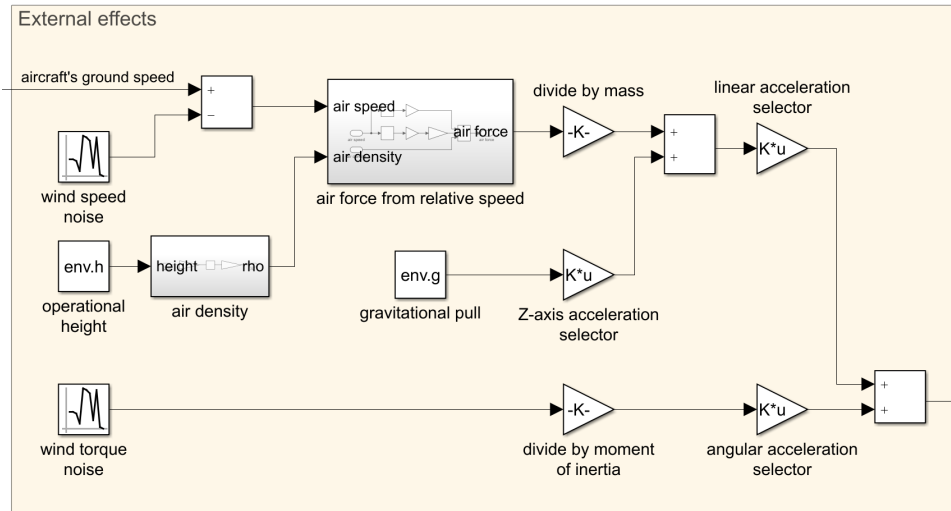 External effects
aircraft's ground speed
+
−
wind speed
noise
air speed
air density
air force
air force from relative speed
divide by mass
-K-
+
+
linear acceleration
selector
K*u
env.h
operational
height
height
rho
air density
env.g
gravitational pull
K*u
Z-axis acceleration
selector
wind torque
noise
-K-
divide by moment
of inertia
K*u
angular acceleration
selector
+
+